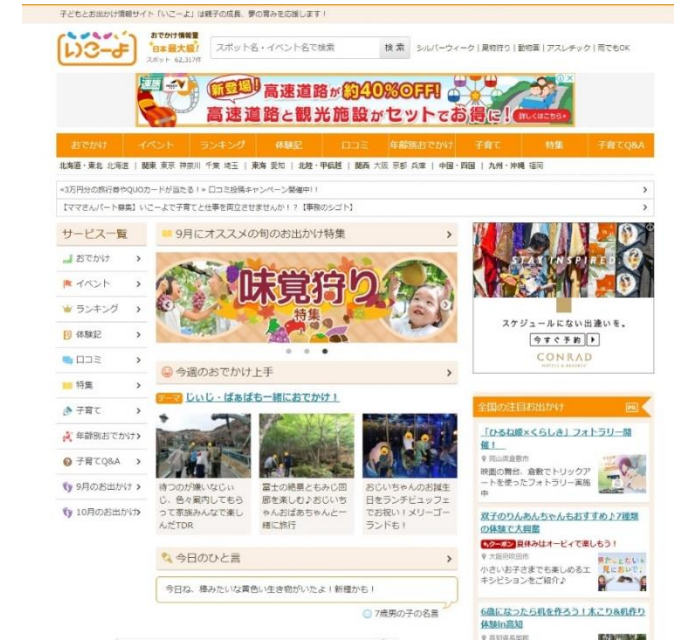 子どもとお出かけ情報サイト「いこーよ」は親子の成長、夢の育みを応援します！
いこーよ
おでかけ情報量
日本最大級!
スポット 62,317件
スポット名・イベント名で検索
検索
シルバーウィーク | 果物狩り | 動物園 | アスレチック | 雨でもOK
速旅
新登場! 高速道路が約40%OFF!
高速道路と観光施設がセットでお得に!
詳しくはこちら
おでかけ イベント ランキング 体験記 口コミ 年齢別おでかけ 子育て 特集 子育てQ&A
北海道・東北 北海道 | 関東 東京 神奈川 千葉 埼玉 | 東海 愛知 | 北陸・甲信越 | 関西 大阪 京都 兵庫 | 中国・四国 | 九州・沖縄 福岡
«3万円分の旅行券やQUOカードが当たる！» 口コミ投稿キャンペーン開催中!!
【ママさんパート募集】いこーよで子育てと仕事を両立させませんか！？【事務のシゴト】
サービス一覧
おでかけ
イベント
ランキング
体験記
口コミ
特集
子育て
年齢別おでかけ
子育てQ&A
9月のお出かけ
10月のお出かけ
9月にオススメの旬のお出かけ特集
味覚狩り
特集
今週のおでかけ上手
テーマ じぃじ・ばぁばも一緒におでかけ！
待つのが嫌いなじぃじ、色々案内してもらって家族みんなで楽しんだTDR
富士の絶景ともみじ回廊を楽しむ♪おじいちゃんおばあちゃんと一緒に旅行
おじいちゃんのお誕生日をランチビュッフェでお祝い！メリーゴーランドも！
今日のひと言
今日ね、棒みたいな黄色い生き物がいたよ！新種かも！
7歳男の子の名言
STAY INSPIRED.
スケジュールにない出逢いを。
今すぐ予約
CONRAD
HOTELS & RESORTS
全国の注目お出かけ
PR
「ひるね姫×くらしき」フォトラリー開催！
岡山県倉敷市
映画の舞台、倉敷でトリックアートを使ったフォトラリー実施中
双子のりんあんちゃんもおすすめ♪7種類の体験で大興奮
クーポン 夏休みはオービィで楽しもう！
大阪府吹田市
小さいお子さまでも楽しめるエキシビションをご紹介♪
6歳になったら机を作ろう！木こり&机作り体験in高知